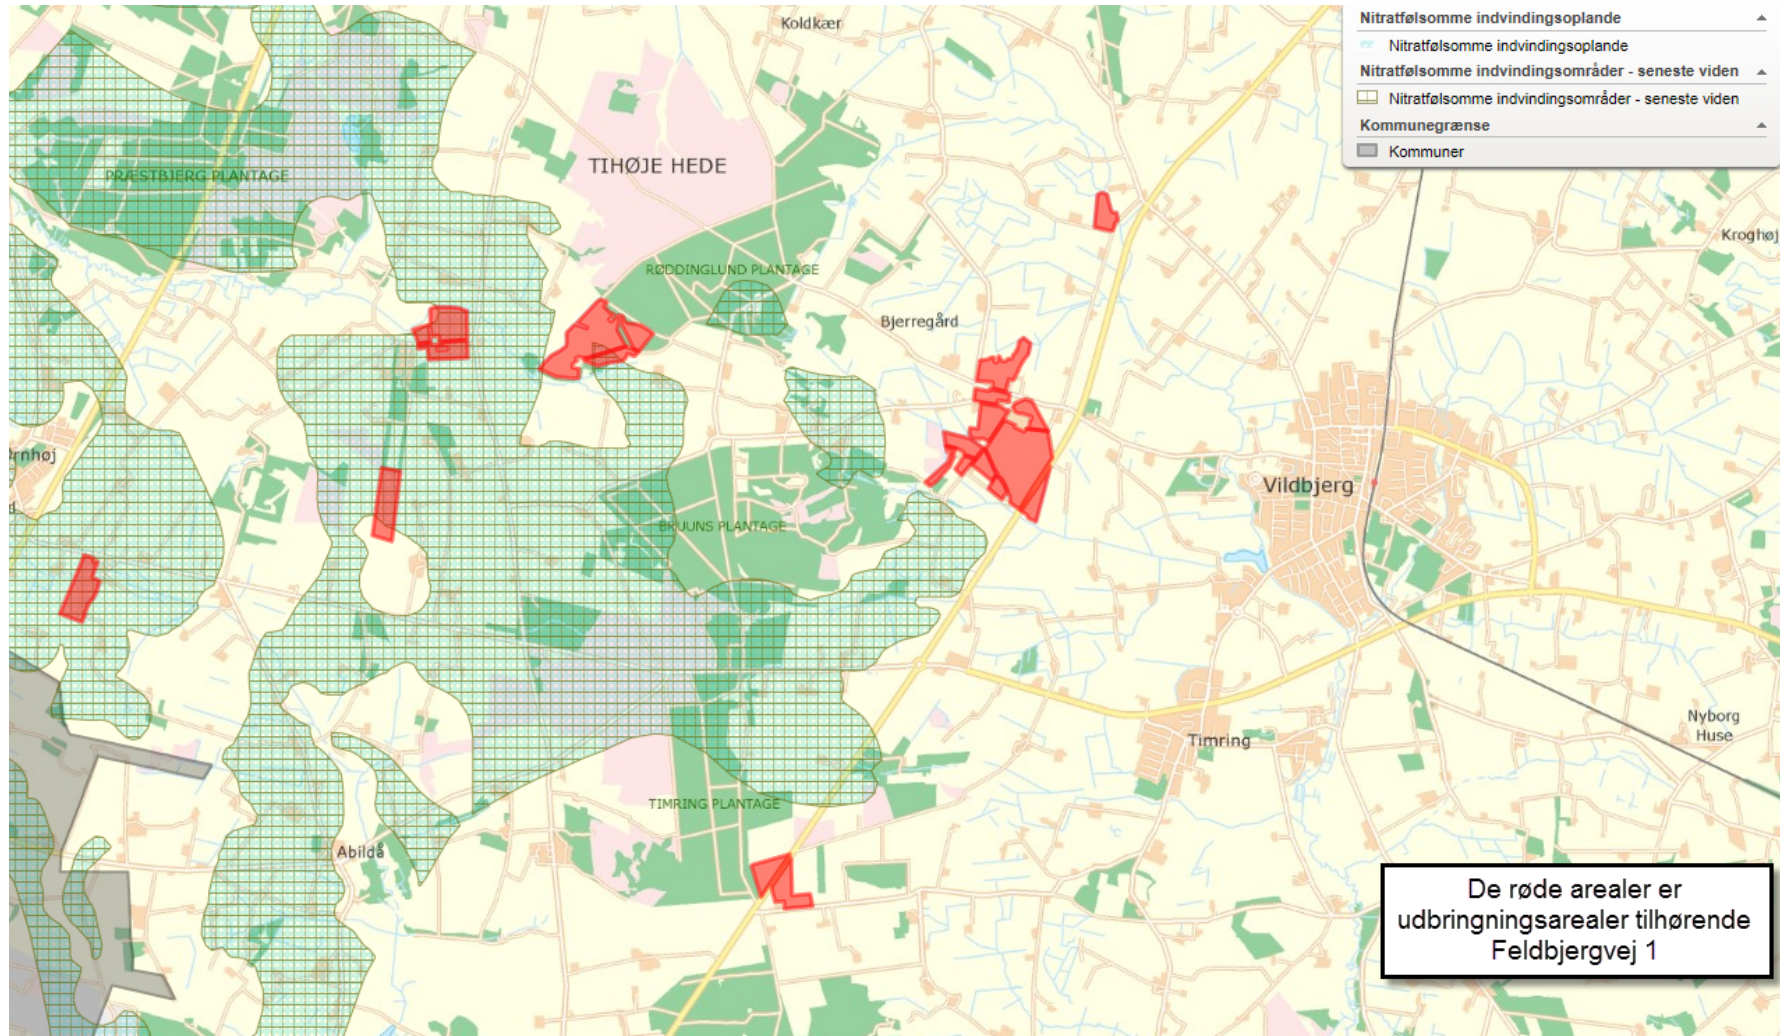 Koldkær
Nitratfølsomme indvindingsoplande
Nitratfølsomme indvindingsoplande
Nitratfølsomme indvindingsområder - seneste viden
Nitratfølsomme indvindingsområder - seneste viden
Kommunegrænse
Kommuner
TIHØJE HEDE
PRÆSTBJERG PLANTAGE
Kroghøj
RØDDINGLUND PLANTAGE
Bjerregård
Ørnhøj
Vildbjerg
BRUUNS PLANTAGE
Nyborg
Huse
Timring
TIMRING PLANTAGE
Abildå
De røde arealer er
udbringningsarealer tilhørende
Feldbjergvej 1